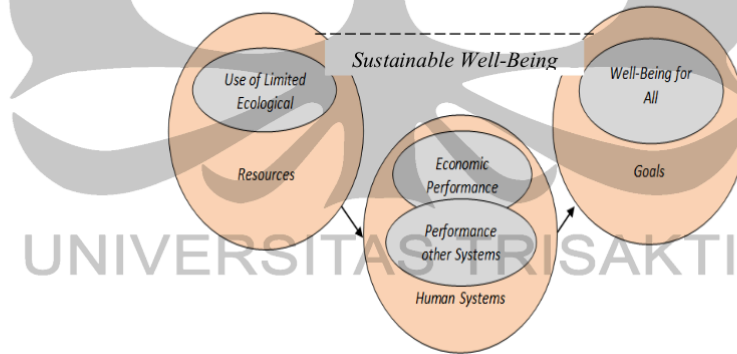 Sustainable Well-Being
Use of Limited
Ecological
Resources
Economic
Performance
Performance
other Systems
Human Systems
Well-Being for
All
Goals
UNIVERSITAS TRISAKTI